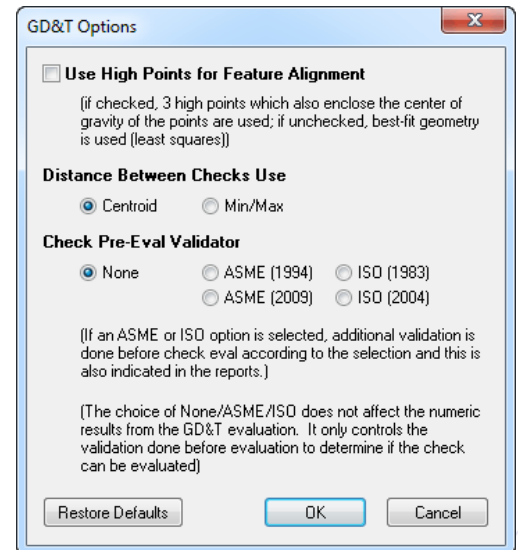 GD&T Options
Use High Points for Feature Alignment
(if checked, 3 high points which also enclose the center of
gravity of the points are used; if unchecked, best-fit geometry
is used (least squares))
Distance Between Checks Use
Centroid Min/Max
Check Pre-Eval Validator
None ASME (1994) ISO (1983)
ASME (2009) ISO (2004)
(If an ASME or ISO option is selected, additional validation is
done before check eval according to the selection and this is
also indicated in the reports.)
(The choice of None/ASME/ISO does not affect the numeric
results from the GD&T evaluation. It only controls the
validation done before evaluation to determine if the check
can be evaluated)
Restore Defaults OK Cancel